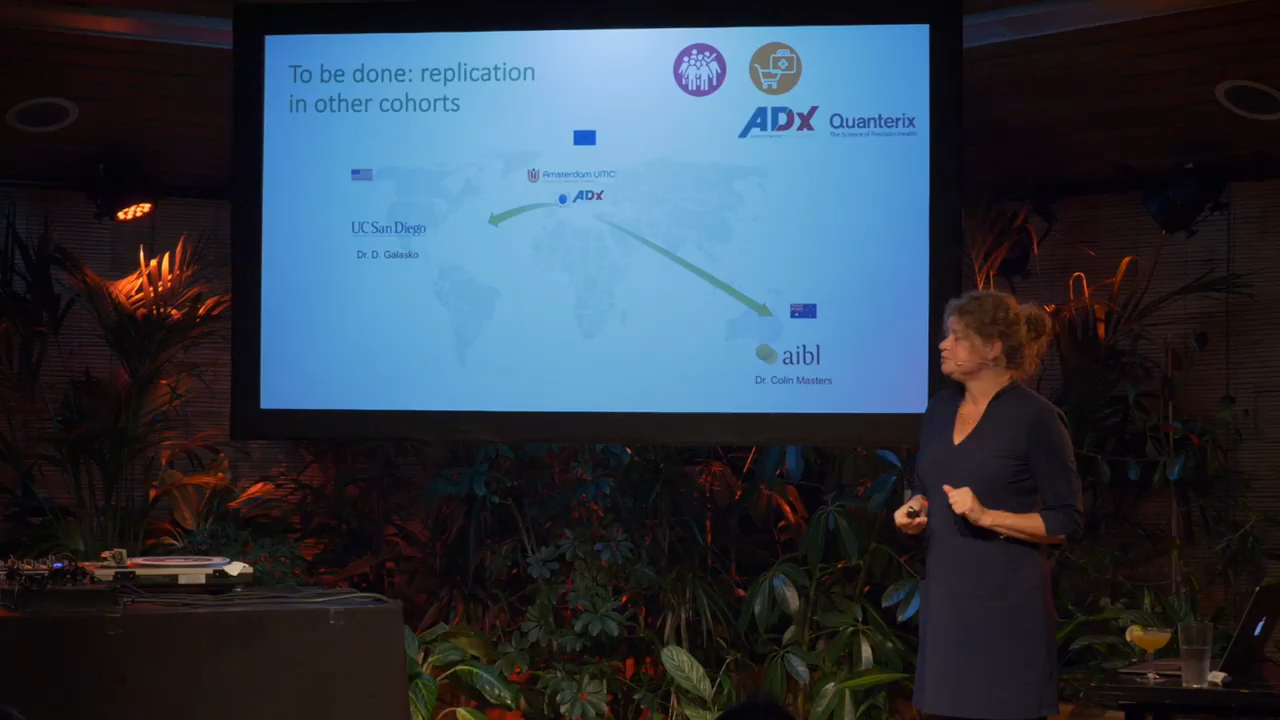 To be done: replication
in other cohorts
ADx
Quanterix
The Science of Precision Health
Amsterdam UMC
ADx
UC San Diego
Dr. D. Galasko
aibl
Dr. Colin Masters